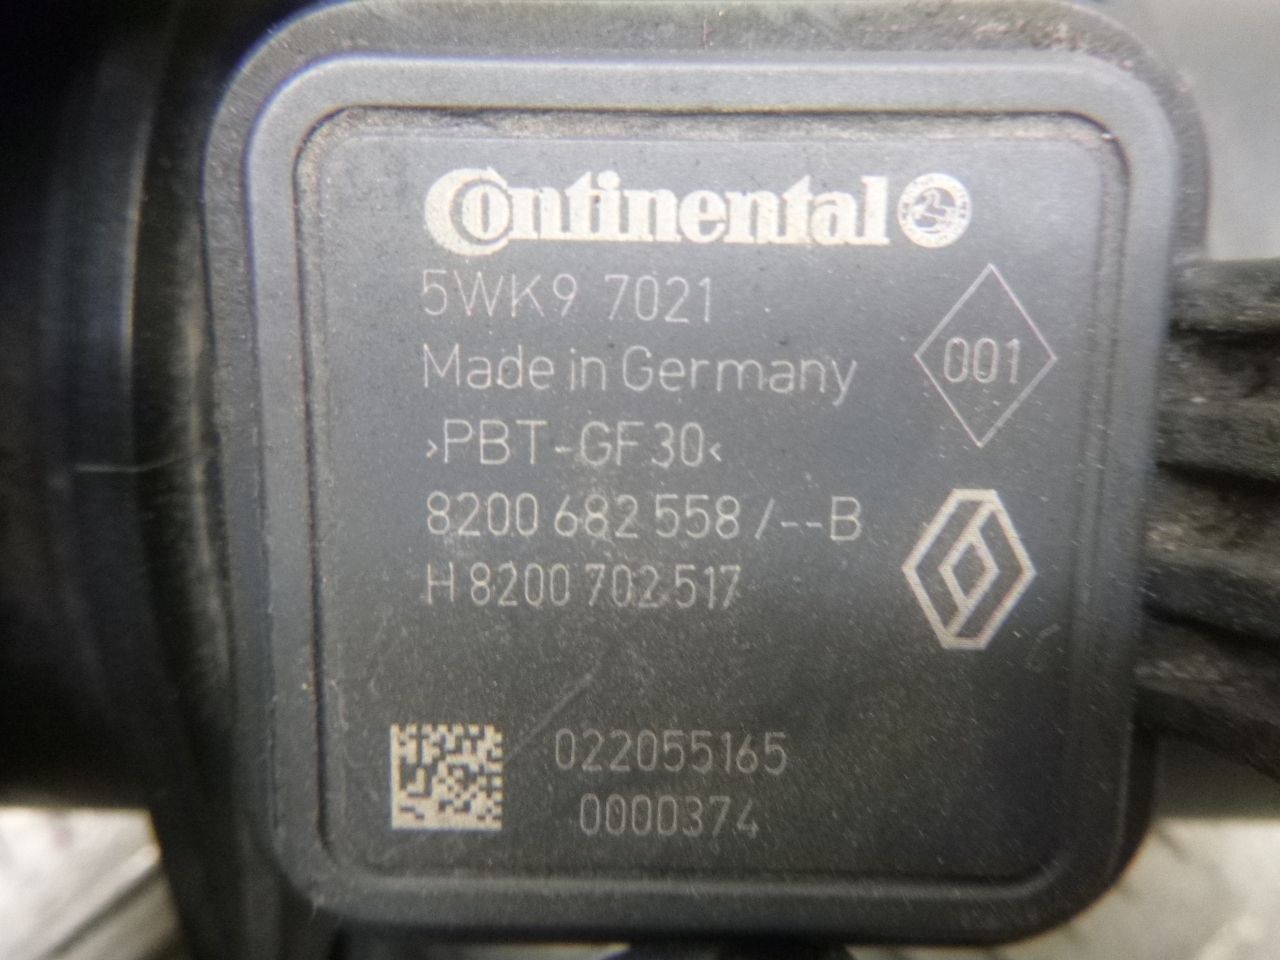 Continental
5WK9 7021
Made in Germany
001
>PBT-GF30<
8200 682 558 /--B
H 8200 702 517
022055165
0000374